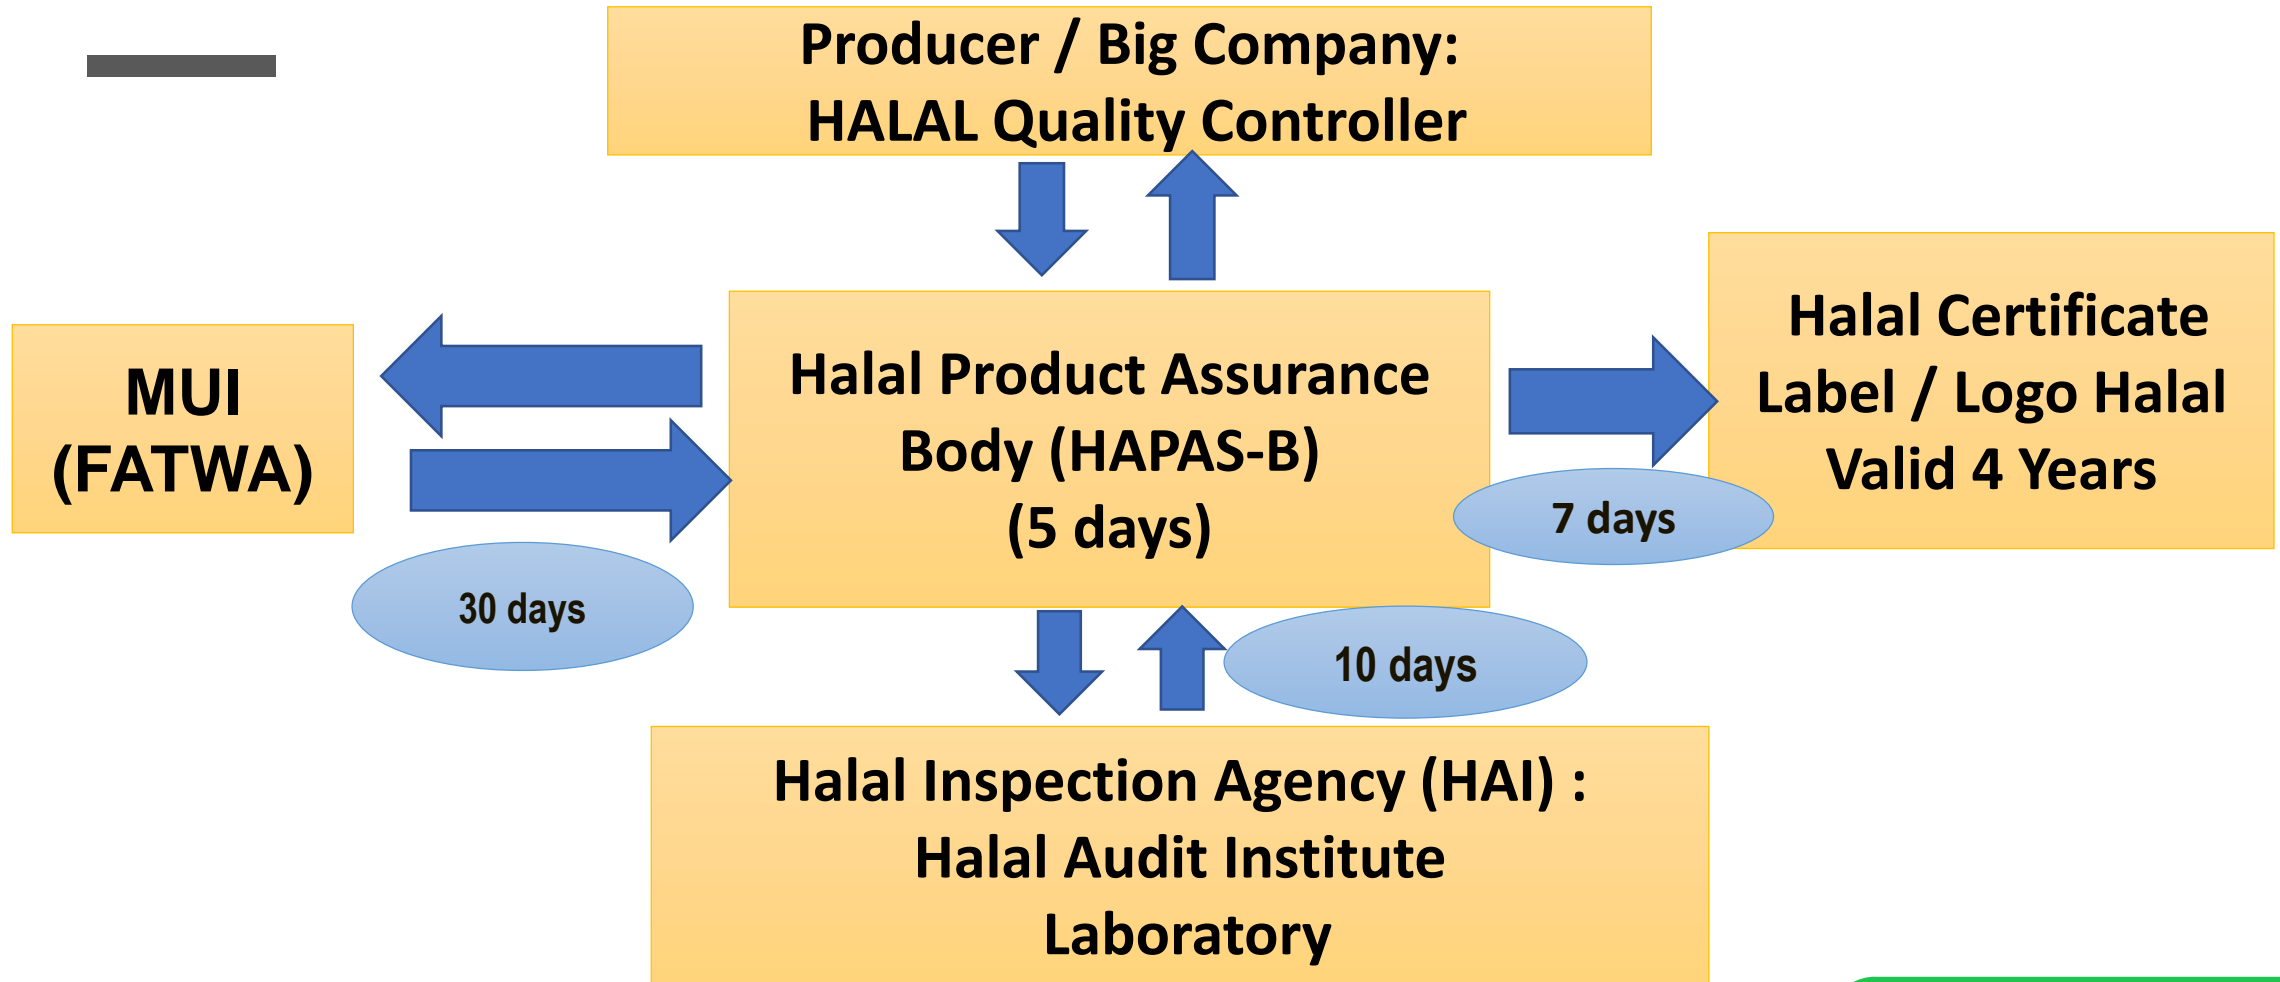 Producer / Big Company:
HALAL Quality Controller
MUI
(FATWA)
30 days
Halal Product Assurance
Body (HAPAS-B)
(5 days)
7 days
Halal Certificate
Label / Logo Halal
Valid 4 Years
10 days
Halal Inspection Agency (HAI) :
Halal Audit Institute
Laboratory